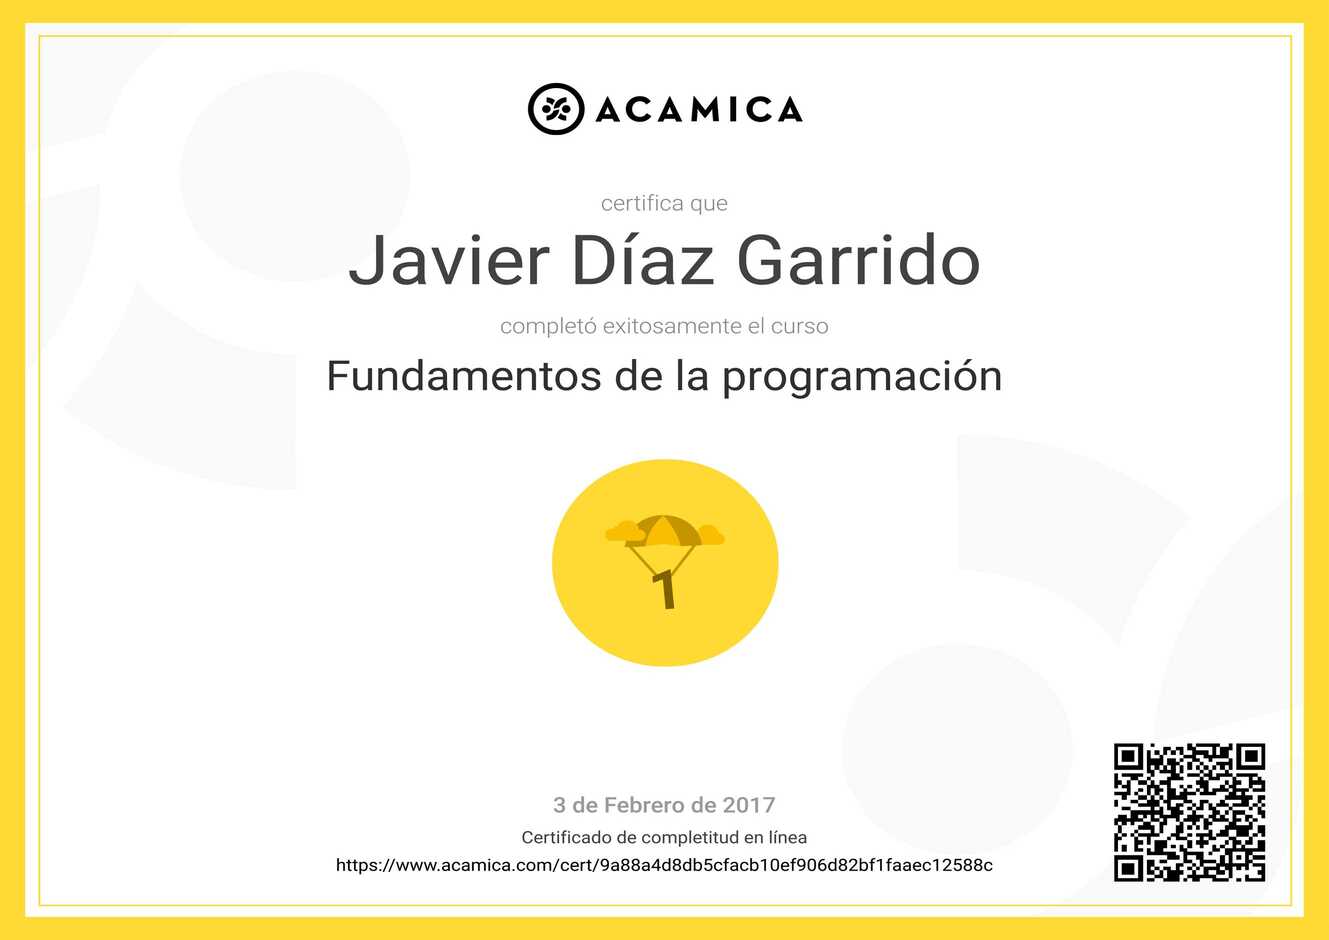 ACAMICA
certifica que
Javier Díaz Garrido
completó exitosamente el curso
Fundamentos de la programación
1
3 de Febrero de 2017
Certificado de completitud en línea
https://www.acamica.com/cert/9a88a4d8db5cfacb10ef906d82bf1faaec12588c